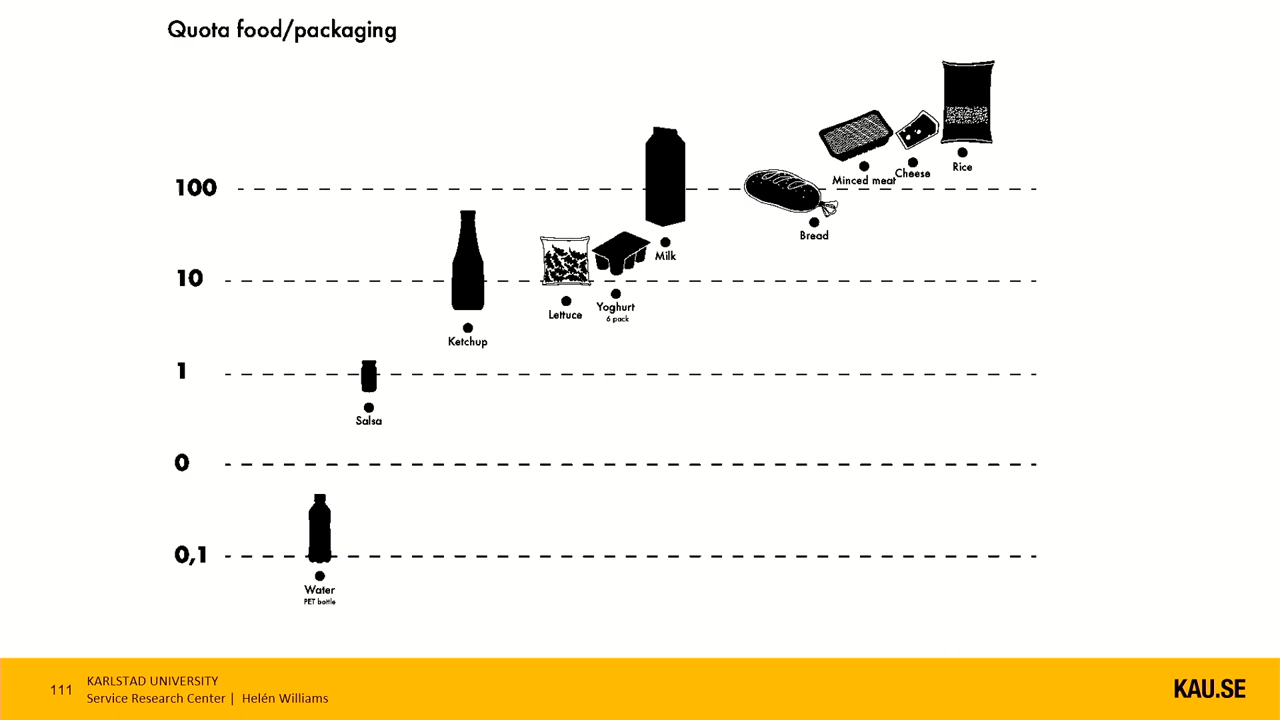 Quota food/packaging
Rice
Cheese
Minced meat
100
Bread
Milk
10
Yoghurt
6 pack
Lettuce
Ketchup
1
Salsa
0
0,1
Water
PET bottle
111
KARLSTAD UNIVERSITY
Service Research Center | Helén Williams
KAU.SE